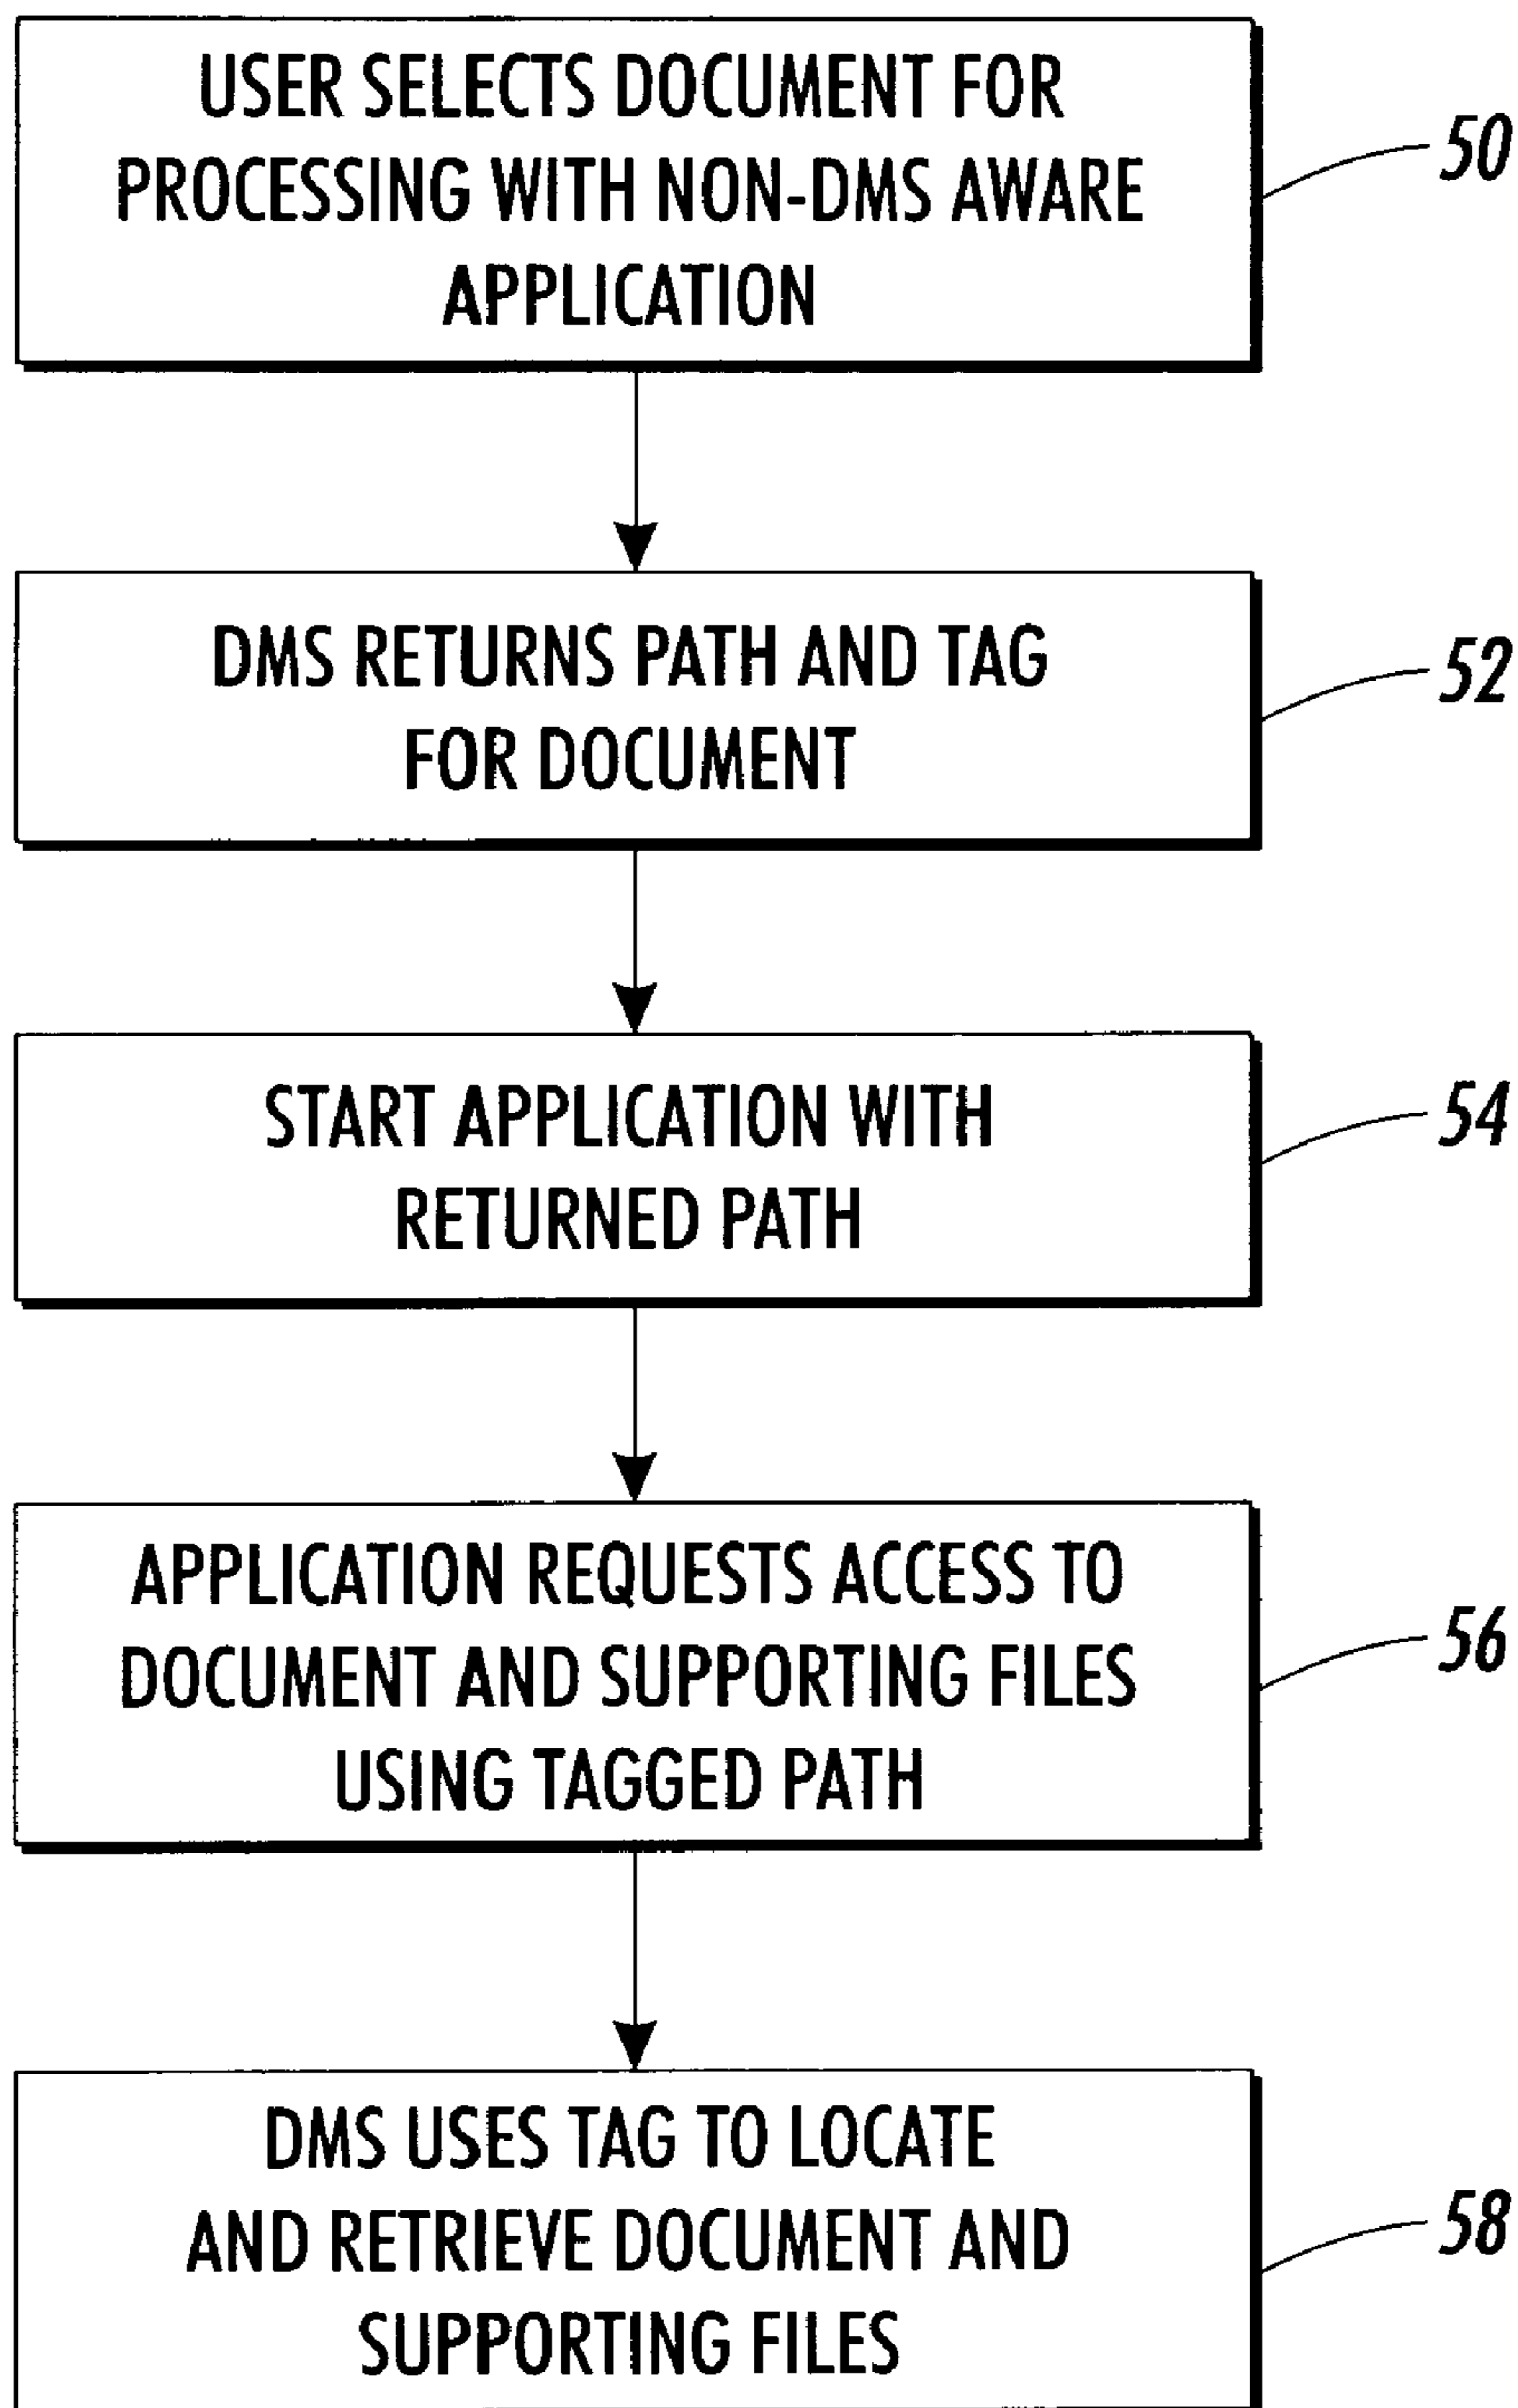 USER SELECTS DOCUMENT FOR
PROCESSING WITH NON-DMS AWARE
APPLICATION
50
DMS RETURNS PATH AND TAG
FOR DOCUMENT
52
START APPLICATION WITH
RETURNED PATH
54
APPLICATION REQUESTS ACCESS TO
DOCUMENT AND SUPPORTING FILES
USING TAGGED PATH
56
DMS USES TAG TO LOCATE
AND RETRIEVE DOCUMENT AND
SUPPORTING FILES
58